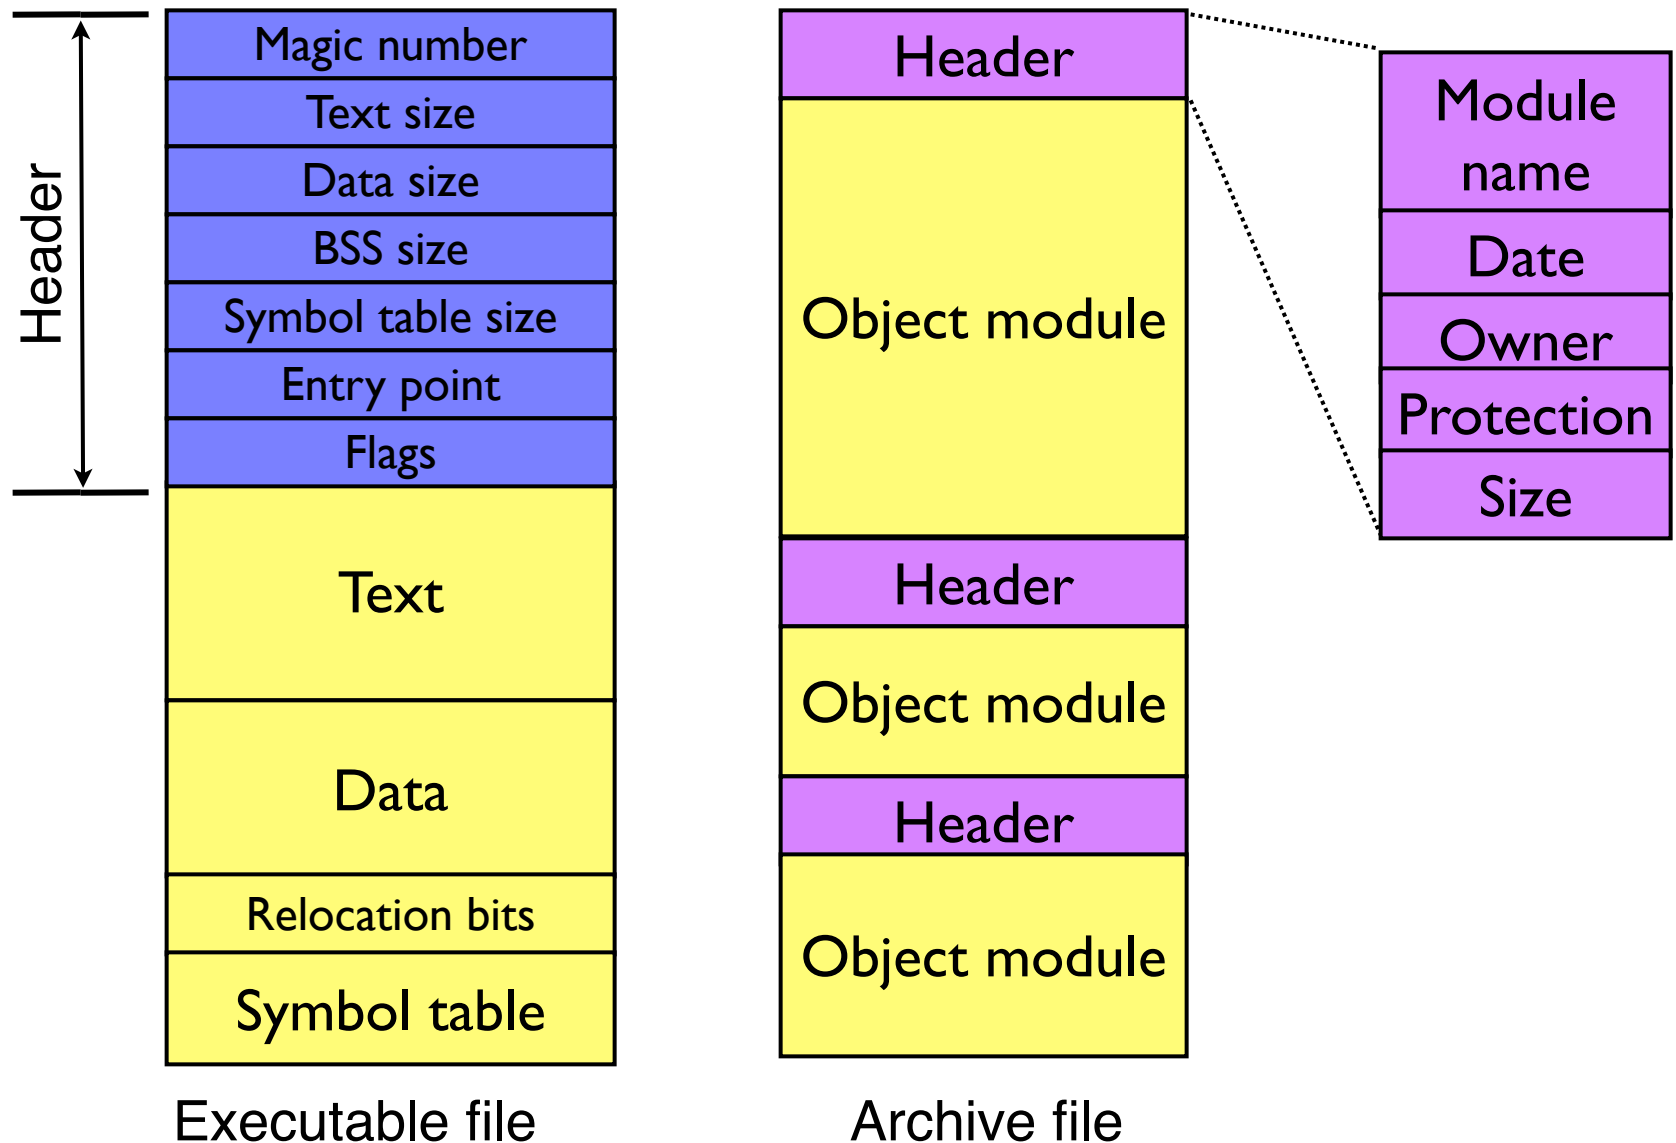 Header
Magic number
Text size
Data size
BSS size
Symbol table size
Entry point
Flags
Text
Data
Relocation bits
Symbol table
Executable file
Header
Object module
Header
Object module
Header
Object module
Archive file
Module
name
Date
Owner
Protection
Size